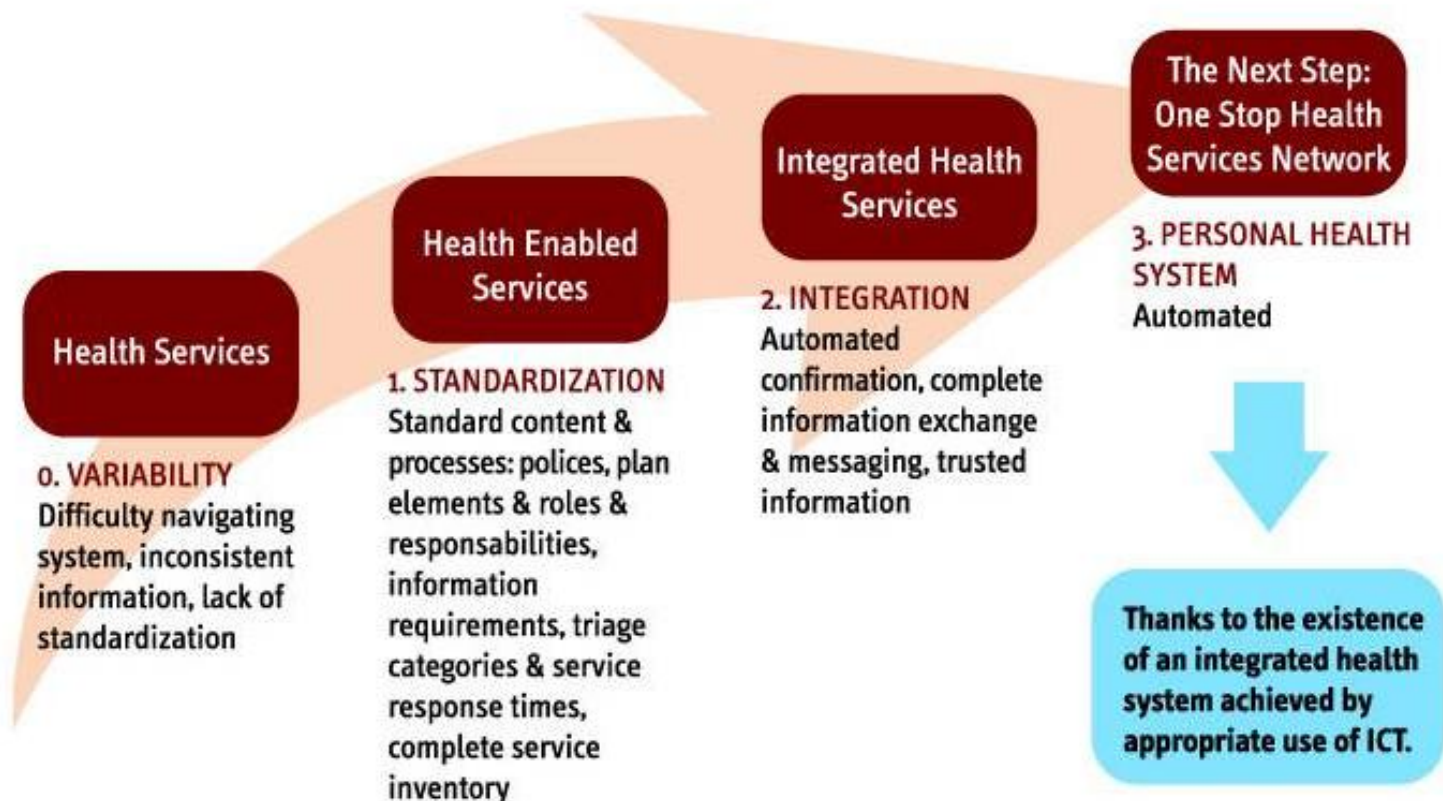 Health Services
0. VARIABILITY
Difficulty navigating
system, inconsistent
information, lack of
standardization
Health Enabled
Services
1. STANDARDIZATION
Standard content &
processes: polices, plan
elements & roles &
responsabilities,
information
requirements, triage
categories & service
response times,
complete service
inventory
Integrated Health
Services
2. INTEGRATION
Automated
confirmation, complete
information exchange
& messaging, trusted
information
The Next Step:
One Stop Health
Services Network
3. PERSONAL HEALTH
SYSTEM
Automated
Thanks to the existence
of an integrated health
system achieved by
appropriate use of ICT.